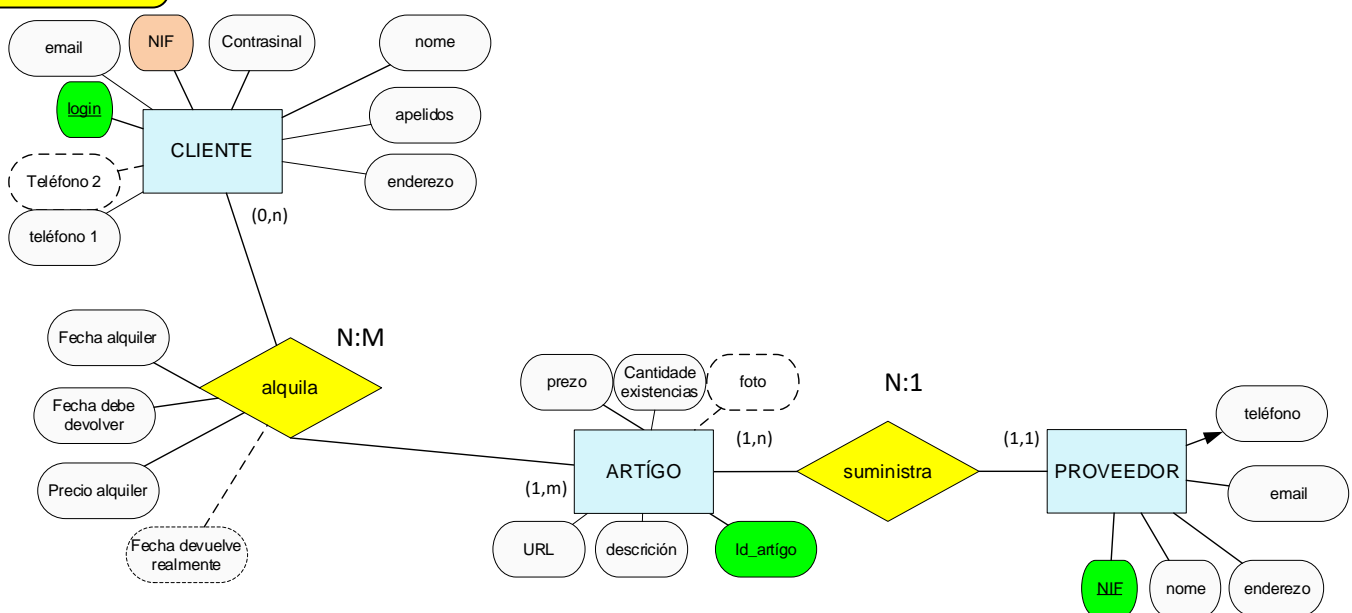 email
NIF
Contrasinal
nome
login
CLIENTE
apelidos
Teléfono 2
enderezo
teléfono 1
(0,n)
Fecha alquiler
N:M
alquila
Fecha debe
devolver
Precio alquiler
Fecha devuelve
realmente
prezo
Cantidade
existencias
foto
N:1
(1,n)
(1,1)
teléfono
ARTÍGO
suministra
PROVEEDOR
(1,m)
email
URL
descrición
Id_artígo
NIF
nome
enderezo